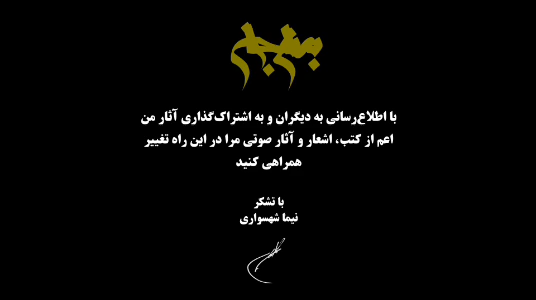 با اطلاع‌رسانی به دیگران و به اشتراک‌گذاری آثار من
اعم از کتب، اشعار و آثار صوتی مرا در این راه تغییر
همراهی کنید
با تشکر
نیما شهسواری